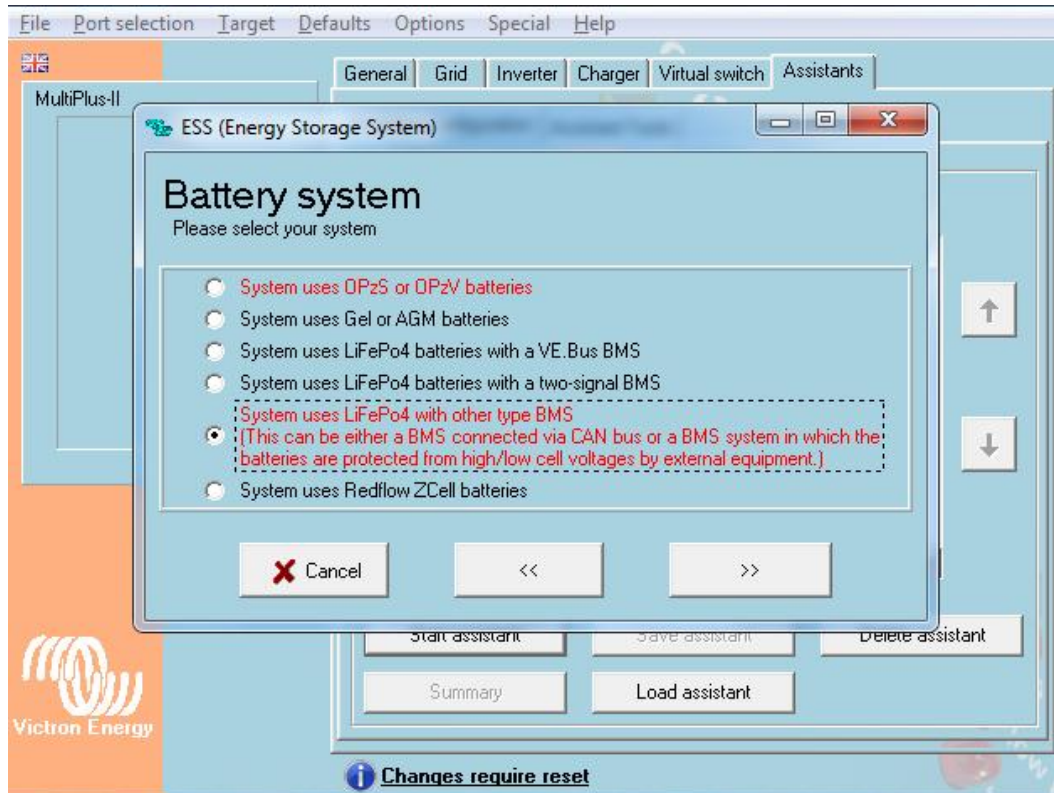 File Port selection Target Defaults Options Special Help
General Grid Inverter Charger Virtual switch Assistants
MultiPlus-II
ESS (Energy Storage System)
Battery system
Please select your system
System uses OPzS or OPzV batteries
System uses Gel or AGM batteries
System uses LiFePo4 batteries with a VE.Bus BMS
System uses LiFePo4 batteries with a two-signal BMS
System uses LiFePo4 with other type BMS
(This can be either a BMS connected via CAN bus or a BMS system in which the
batteries are protected from high/low cell voltages by external equipment.)
System uses Redflow ZCell batteries
Cancel << >>
Start assistant Save assistant Delete assistant
Summary Load assistant
Victron Energy
Changes require reset